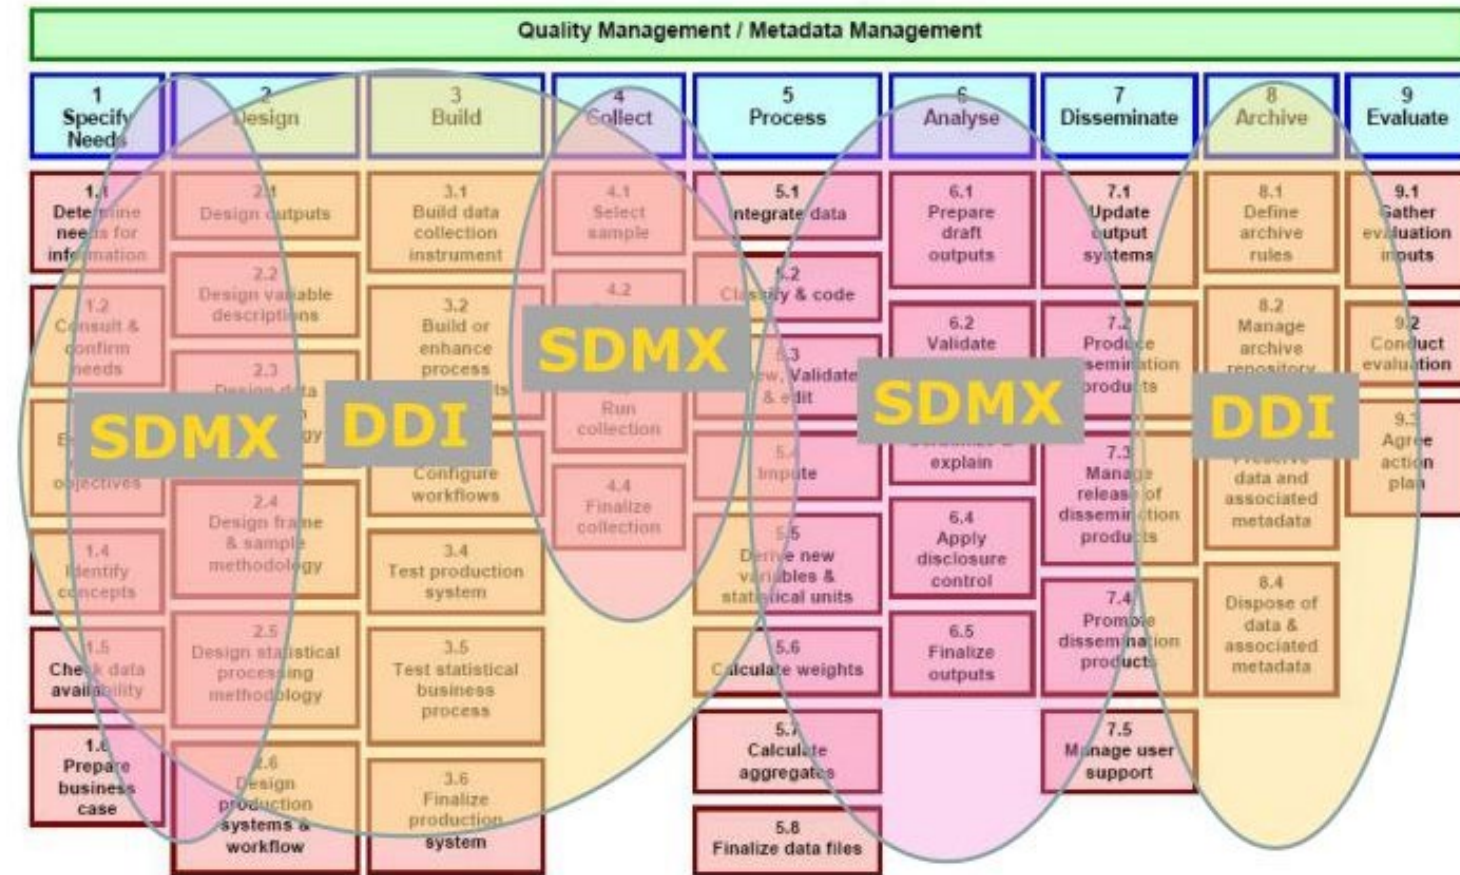 Quality Management / Metadata Management
1
Specify
Needs
2
Design
3
Build
4
Collect
5
Process
6
Analyse
7
Disseminate
8
Archive
9
Evaluate
1.1
Determine
needs for
information
1.2
Consult &
confirm
needs
objectives
1.4
Identify
concepts
1.5
Check data
availability
1.6
Prepare
business
case
2.1
Design outputs
2.2
Design variable
descriptions
2.3
Design data
2.4
Design frame
& sample
methodology
2.5
Design statistical
processing
methodology
2.6
Design
production
systems &
workflow
3.1
Build data
collection
instrument
3.2
Build or
enhance
process
Configure
workflows
3.4
Test production
system
3.5
Test statistical
business
process
3.6
Finalize
production
system
4.1
Select
sample
4.2
Run
collection
4.4
Finalize
collection
5.1
Integrate data
5.2
Classify & code
5.3
Validate
& edit
5.4
Impute
5.5
Derive new
variables &
statistical units
5.6
Calculate weights
5.7
Calculate
aggregates
5.8
Finalize data files
6.1
Prepare
draft
outputs
6.2
Validate
explain
6.4
Apply
disclosure
control
6.5
Finalize
outputs
7.1
Update
output
systems
7.2
Produce
products
7.3
Manage
release of
dissemination
products
7.4
Promote
dissemination
products
7.5
Manage user
support
8.1
Define
archive
rules
8.2
Manage
archive
repository
Preserve
data and
associated
metadata
8.4
Dispose of
data &
associated
metadata
9.1
Gather
evaluation
inputs
9.2
Conduct
evaluation
9.3
Agree
action
plan
SDMX
DDI
SDMX
SDMX
DDI